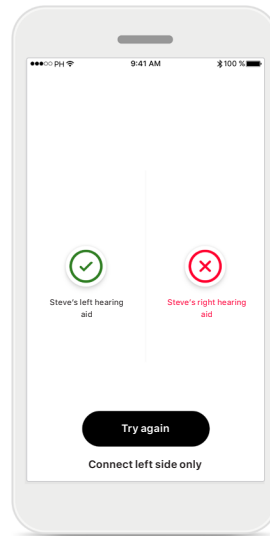 PH 9:41 AM 100 %
Steve's left hearing
aid
Steve's right hearing
aid
Try again
Connect left side only